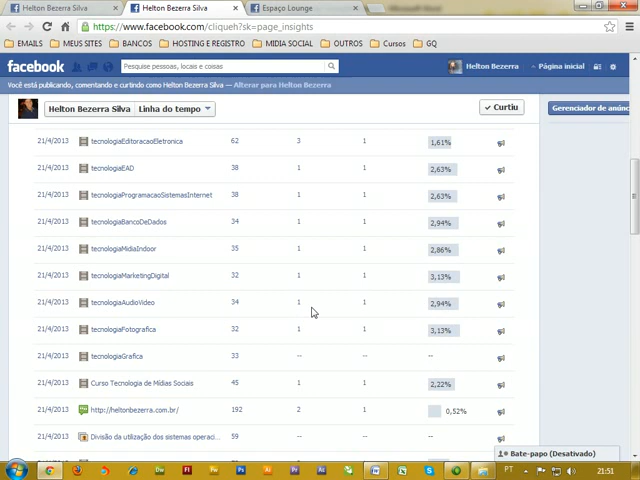 Helton Bezerra Silva
Helton Bezerra Silva
Espaço Lounge
https://www.facebook.com/cliqueh?sk=page_insights
EMAILS MEUS SITES BANCOS HOSTING E REGISTRO MIDIA SOCIAL OUTROS Cursos GQ
facebook Pesquise pessoas, locais e coisas Helton Bezerra Página inicial
Você está publicando, comentando e curtindo como Helton Bezerra Silva — Alterar para Helton Bezerra
Helton Bezerra Silva Linha do tempo Curtiu Gerenciador de anúnc
21/4/2013 tecnologiaEditoracaoEletronica 62 3 1 1,61%
21/4/2013 tecnologiaEAD 38 1 1 2,63%
21/4/2013 tecnologiaProgramacaoSistemasInternet 38 1 1 2,63%
21/4/2013 tecnologiaBancoDeDados 34 1 1 2,94%
21/4/2013 tecnologiaMidiaIndoor 35 1 1 2,86%
21/4/2013 tecnologiaMarketingDigital 32 1 1 3,13%
21/4/2013 tecnologiaAudioVideo 34 1 1 2,94%
21/4/2013 tecnologiaFotografica 32 1 1 3,13%
21/4/2013 tecnologiaGrafica 33 -- -- --
21/4/2013 Curso Tecnologia de Mídias Sociais 45 1 1 2,22%
21/4/2013 http://heltonbezerra.com.br/ 192 2 1 0,52%
21/4/2013 Divisão da utilização dos sistemas operaci... 59 -- -- --
Bate-papo (Desativado)
PT 21:51